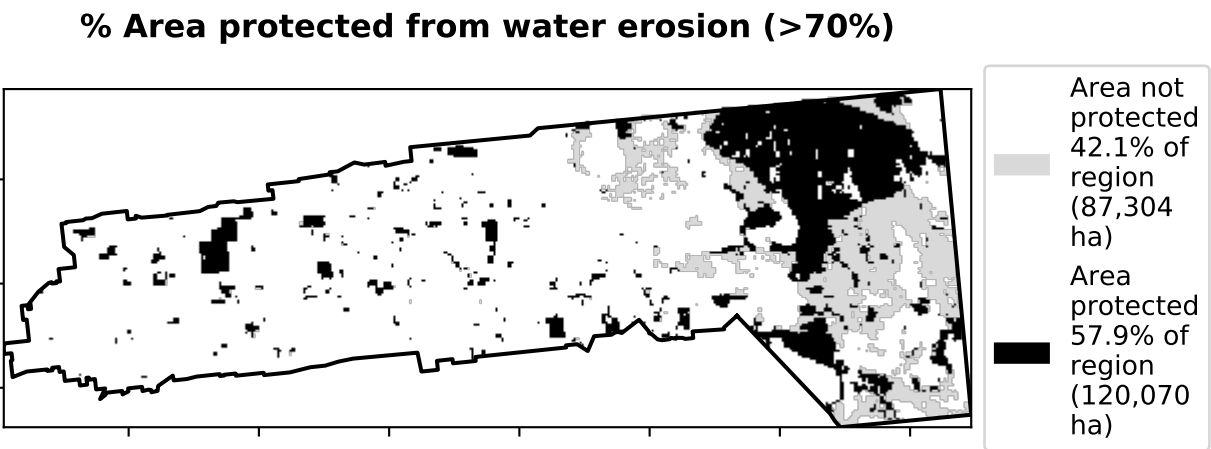 % Area protected from water erosion (>70%)
Area not
protected
42.1% of
region
(87,304
ha)
Area
protected
57.9% of
region
(120,070
ha)